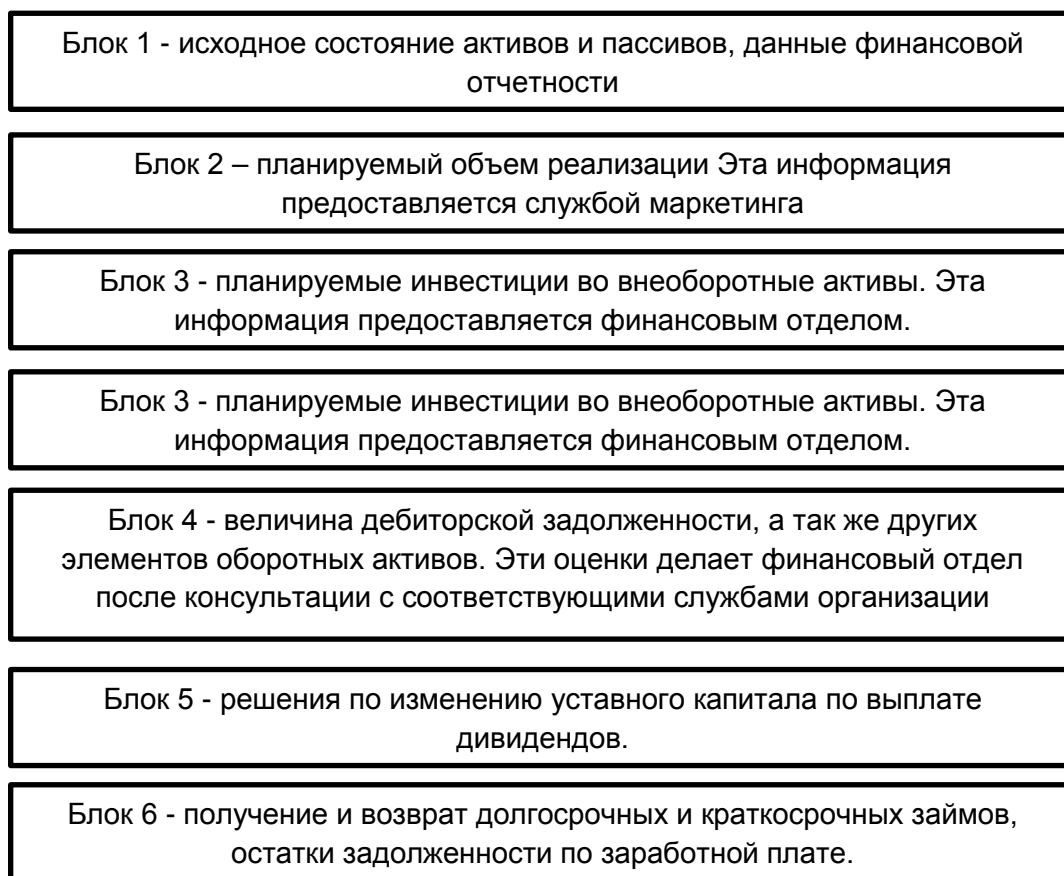 Блок 1 - исходное состояние активов и пассивов, данные финансовой
отчетности
Блок 2 – планируемый объем реализации Эта информация
предоставляется службой маркетинга
Блок 3 - планируемые инвестиции во внеоборотные активы. Эта
информация предоставляется финансовым отделом.
Блок 3 - планируемые инвестиции во внеоборотные активы. Эта
информация предоставляется финансовым отделом.
Блок 4 - величина дебиторской задолженности, а так же других
элементов оборотных активов. Эти оценки делает финансовый отдел
после консультации с соответствующими службами организации
Блок 5 - решения по изменению уставного капитала по выплате
дивидендов.
Блок 6 - получение и возврат долгосрочных и краткосрочных займов,
остатки задолженности по заработной плате.